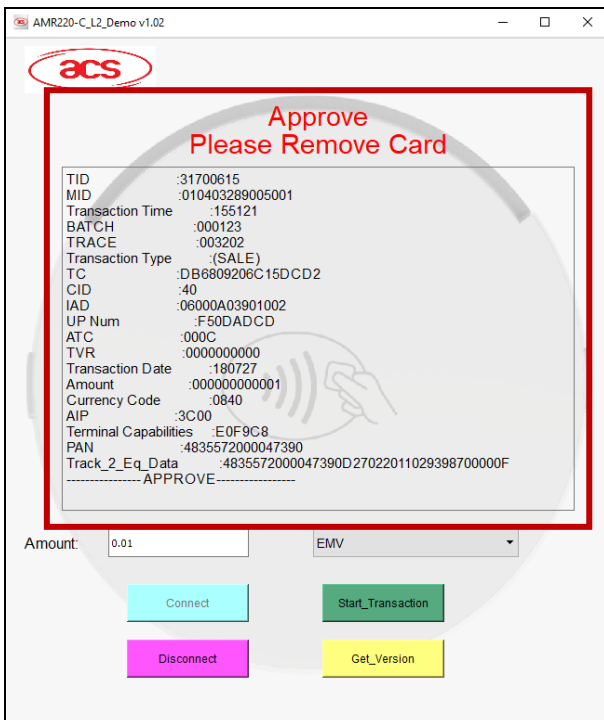 AMR220-C_L2_Demo v1.02
acs
Approve
Please Remove Card
TID :31700615
MID :010403289005001
Transaction Time :155121
BATCH :000123
TRACE :003202
Transaction Type :(SALE)
TC :DB6809206C15DCD2
CID :40
IAD :06000A03901002
UP Num :F50DADCD
ATC :000C
TVR :0000000000
Transaction Date :180727
Amount :000000000001
Currency Code :0840
AIP :3C00
Terminal Capabilities :E0F9C8
PAN :4835572000047390
Track_2_Eq_Data :4835572000047390D27022011029398700000F
---------------- APPROVE-----------------
Amount: 0.01 EMV
Connect Start_Transaction
Disconnect Get_Version